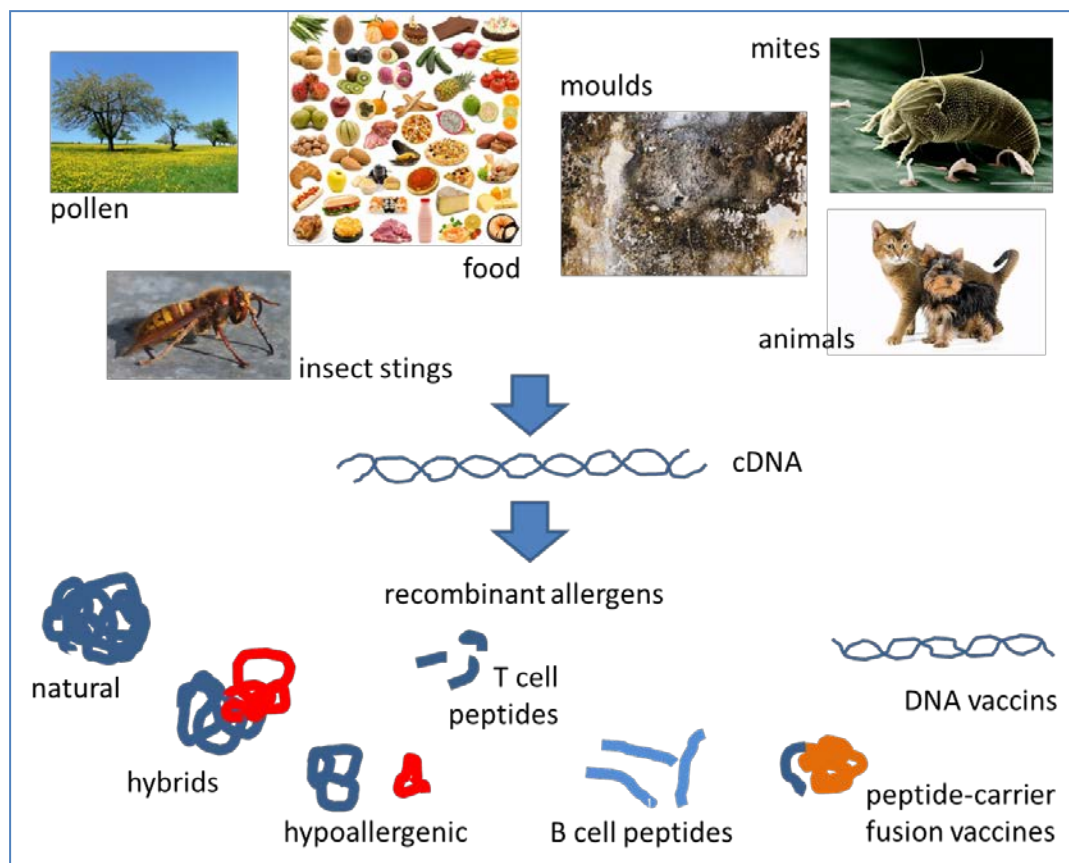 mites
moulds
pollen
food
animals
insect stings
cDNA
recombinant allergens
natural
T cell
peptides
DNA vaccins
hybrids
hypoallergenic
B cell peptides
peptide-carrier
fusion vaccines